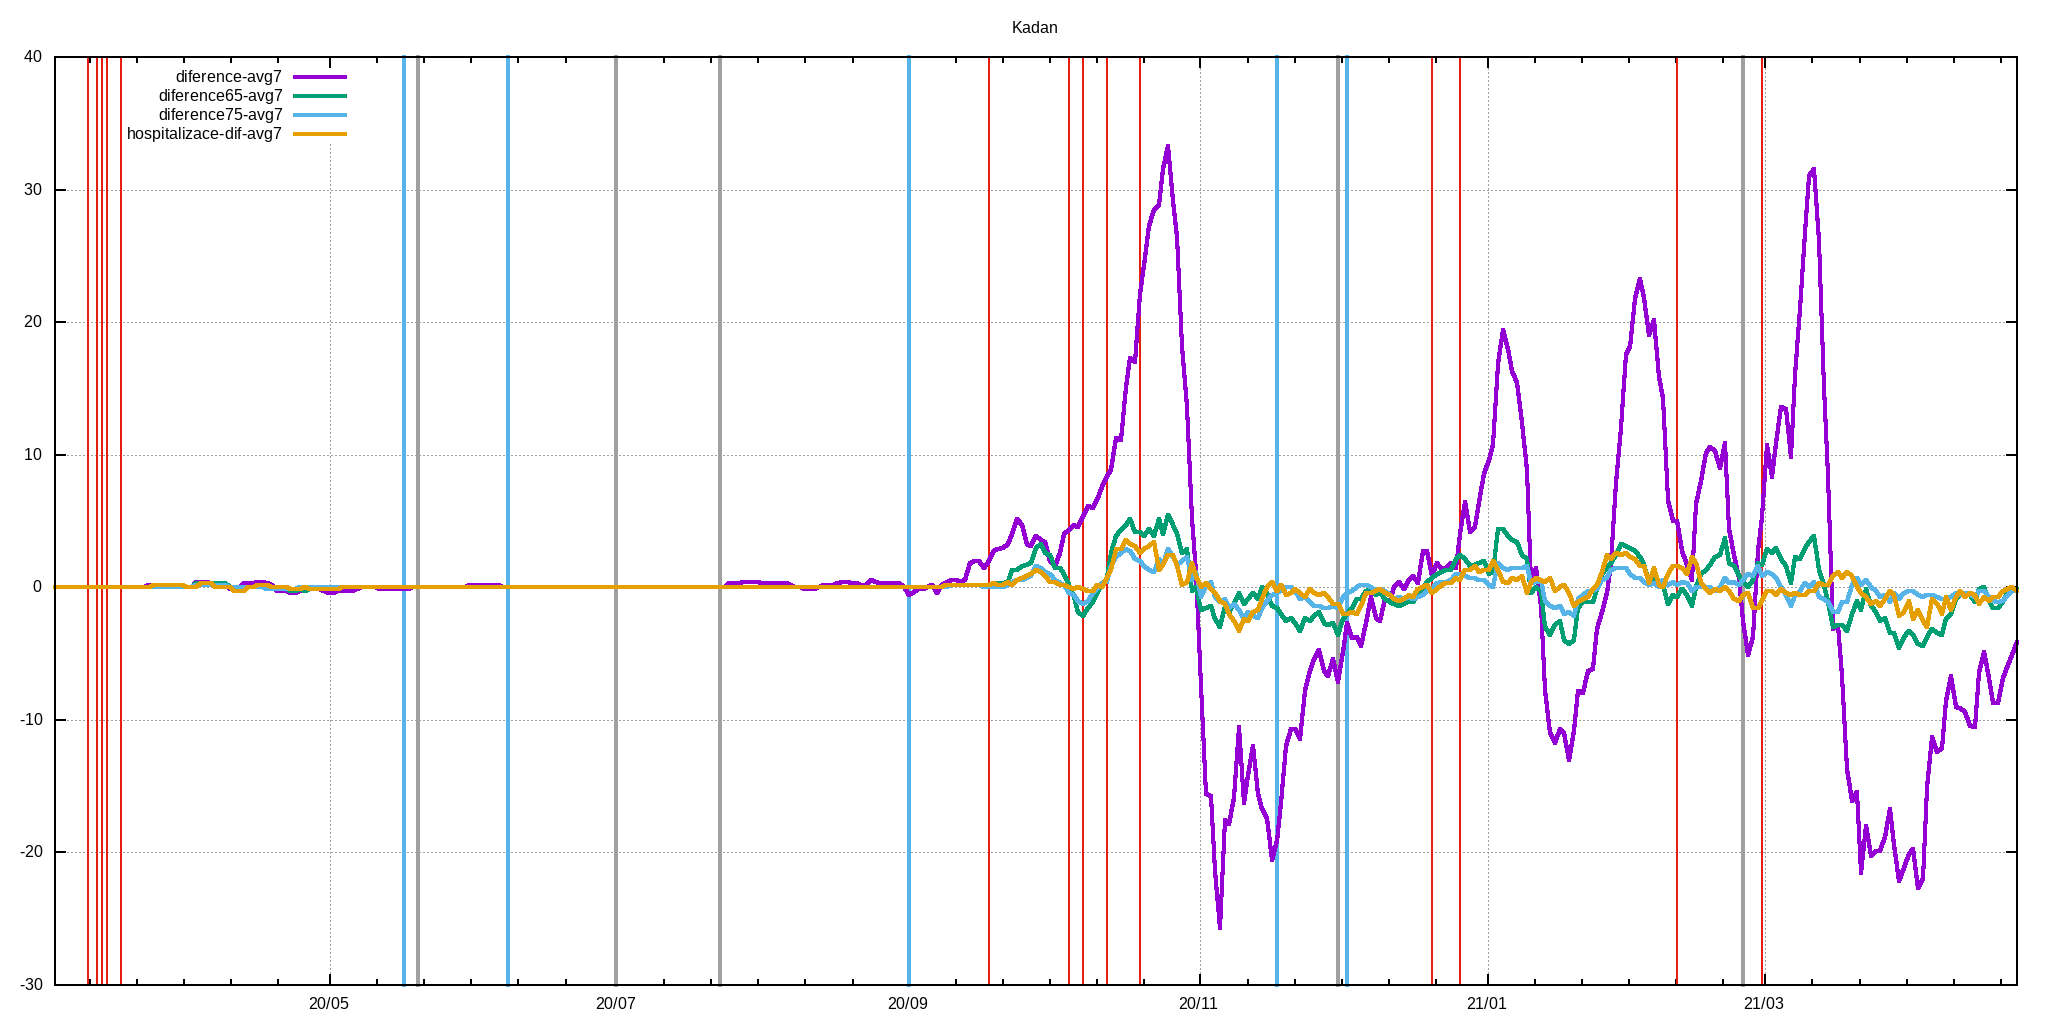 Kadan
40
diference-avg7
diference65-avg7
diference75-avg7
hospitalizace-dif-avg7
30
20
10
0
-10
-20
-30
20/05 20/07 20/09 20/11 21/01 21/03